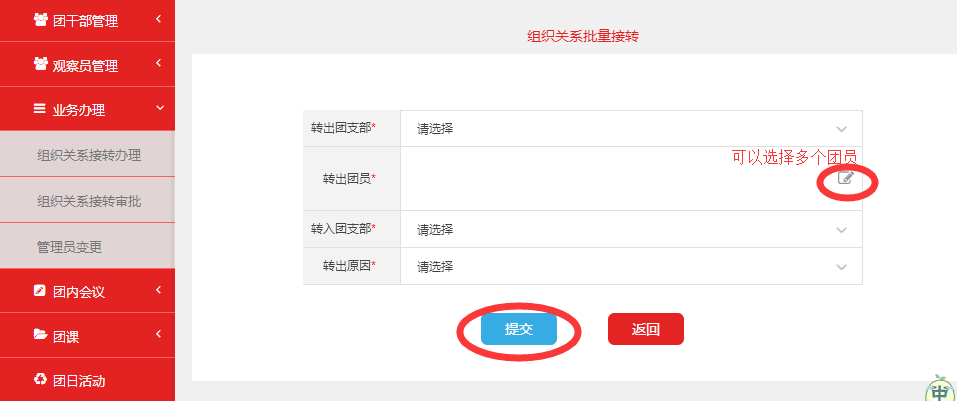 团干部管理
观察员管理
业务办理
组织关系接转办理
组织关系接转审批
管理员变更
团内会议
团课
团日活动
组织关系批量接转
转出团支部* 请选择
可以选择多个团员
转出团员*
转入团支部* 请选择
转出原因* 请选择
提交 返回
中